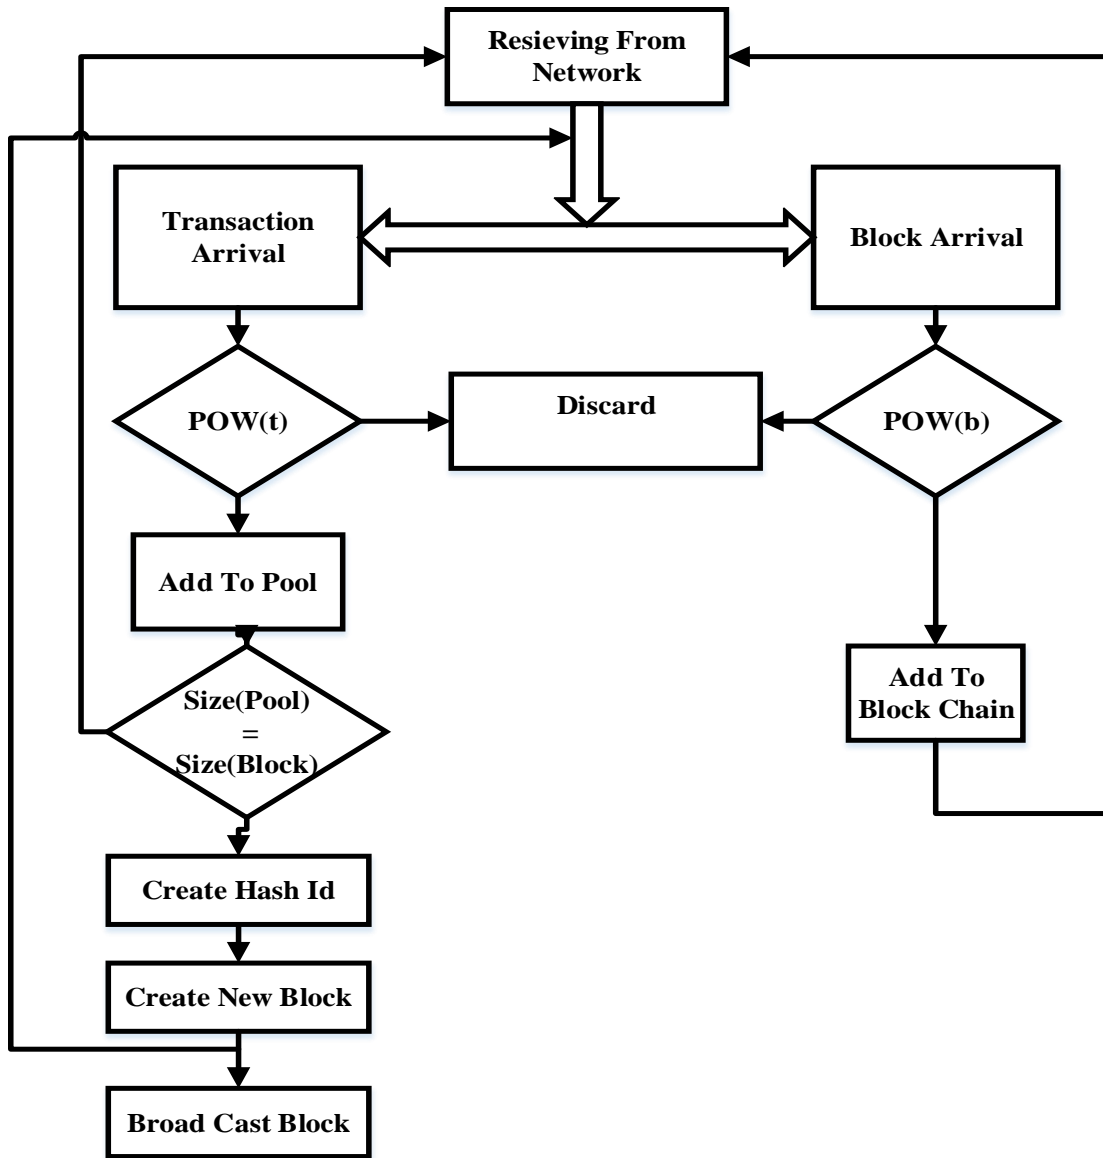 Resieving From
Network
Transaction
Arrival
Block Arrival
POW(t)
Discard
POW(b)
Add To Pool
Size(Pool)
=
Size(Block)
Add To
Block Chain
Create Hash Id
Create New Block
Broad Cast Block